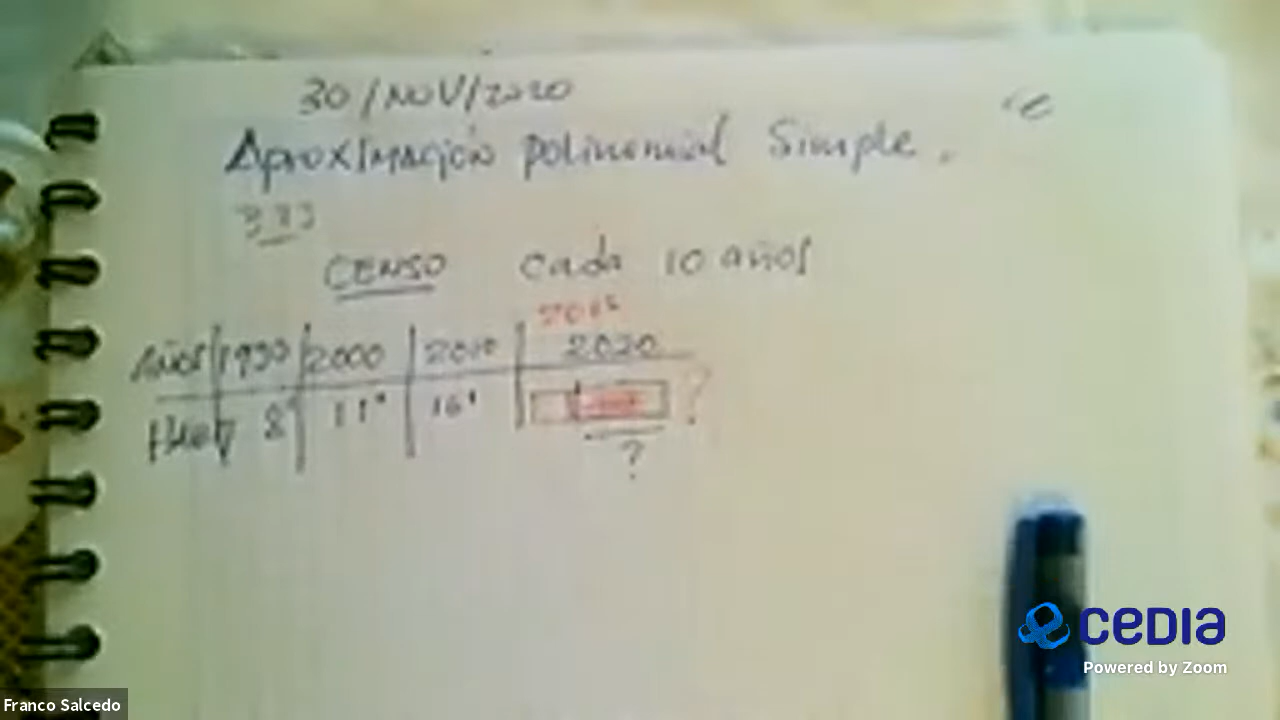 30/NOV/2020
Aproximación Polinomial Simple.
CENSO cada 10 años
2015
Años 1990 2000 2010 2020
Hab 8' 11' 16' ?
?
CEDIA
Powered by Zoom
Franco Salcedo